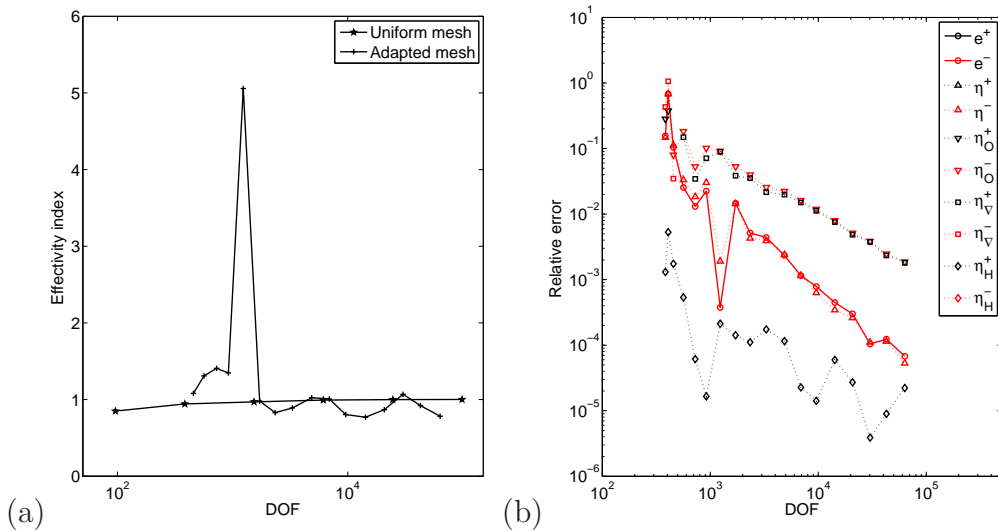 6
5
4
3
2
1
0
Effectivity index
10^2
10^4
DOF
Uniform mesh
Adapted mesh
(a)
10^1
10^0
10^-1
10^-2
10^-3
10^-4
10^-5
10^-6
Relative error
10^2
10^3
10^4
10^5
DOF
e^+
e^−
η^+
η^−
η_O^+
η_O^−
η_∇^+
η_∇^−
η_H^+
η_H^−
(b)